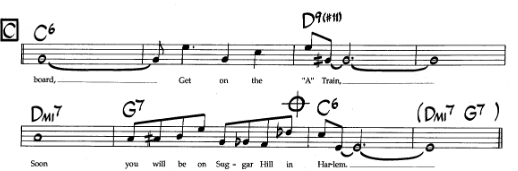 C
C6 D9(#11)
board, Get on the "A" Train,
DMI7 G7 C6 (DMI7 G7 )
Soon you will be on Sug - gar Hill in Har-lem.